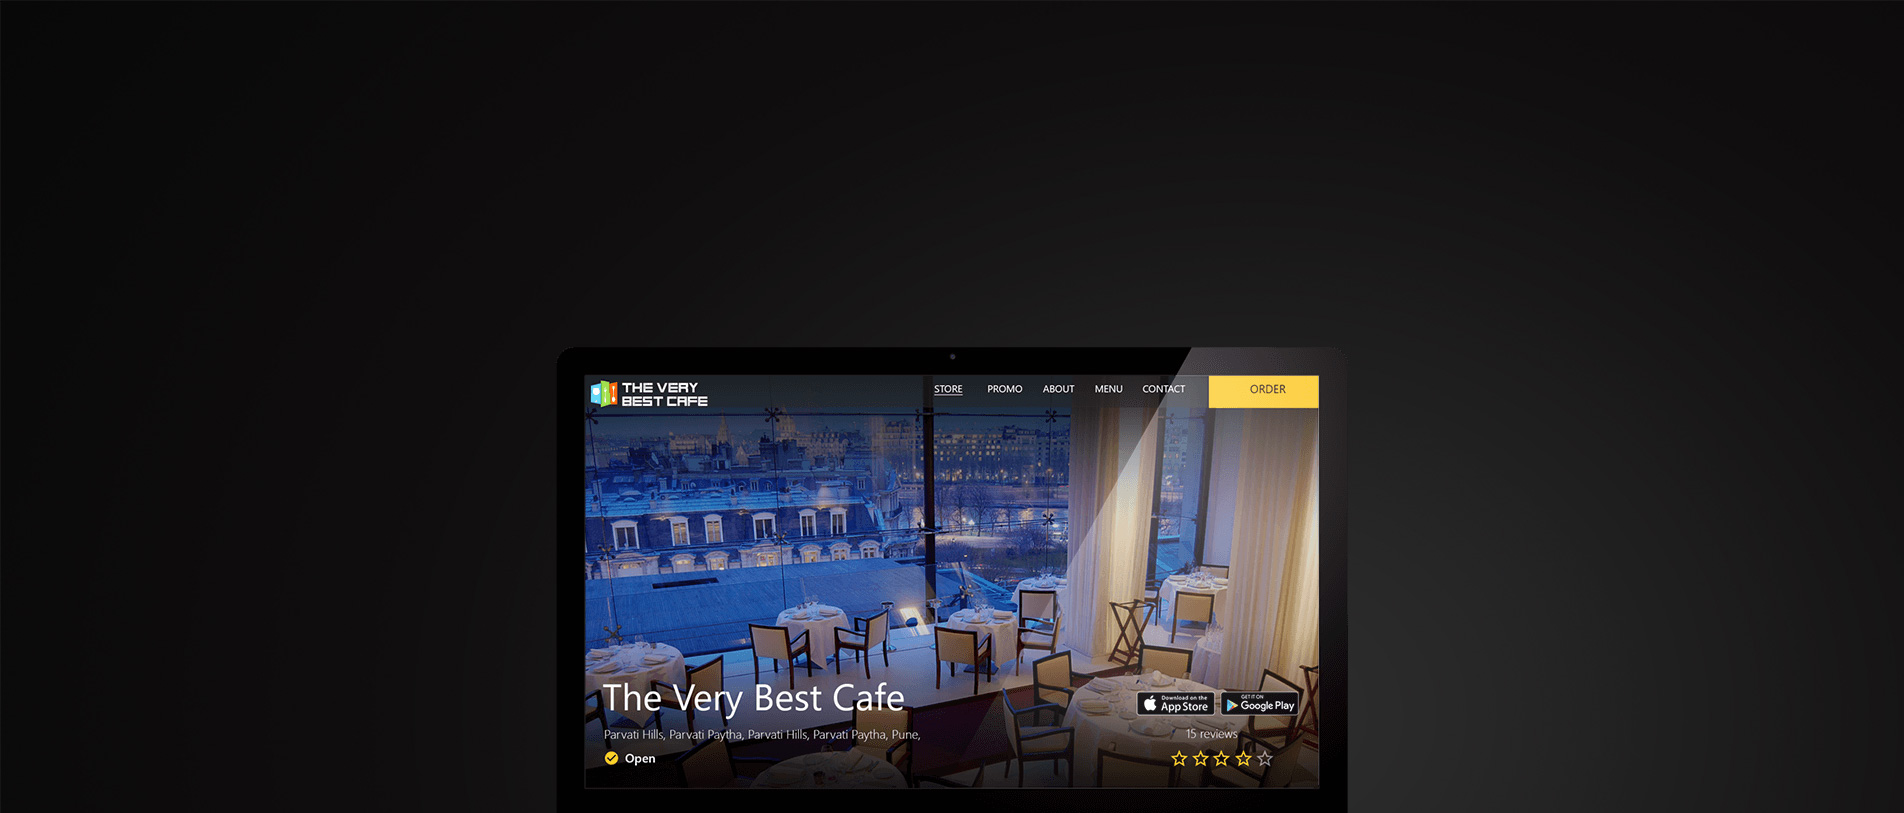 THE VERY
BEST CAFE
STORE PROMO ABOUT MENU CONTACT ORDER
The Very Best Cafe
Parvati Hills, Parvati Paytha, Parvati Hills, Parvati Paytha, Pune,
Open
Download on the
App Store
GET IT ON
Google Play
15 reviews